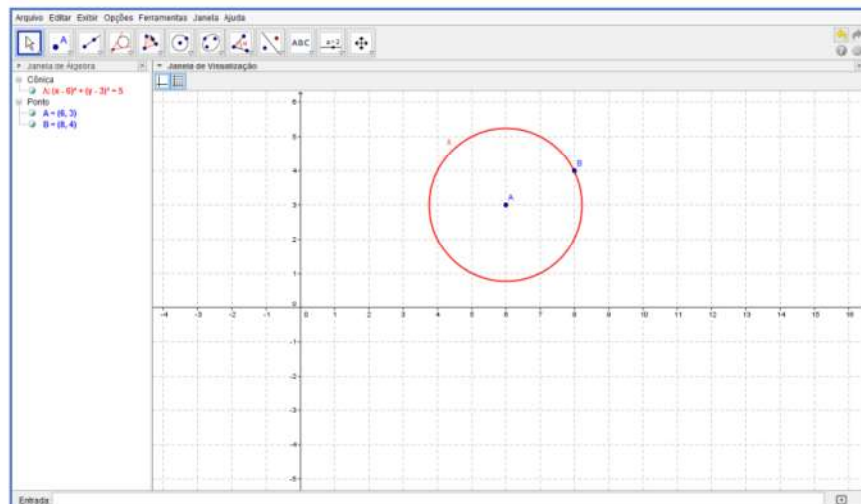 Arquivo Editar Exibir Opções Ferramentas Janela Ajuda
A
ABC
a=2
Janela de Álgebra
Janela de Visualização
Cônica
λ: (x - 6)² + (y - 3)² = 5
Ponto
A = (6, 3)
B = (8, 4)
6
5
4
3
2
1
0
-4 -3 -2 -1 0 1 2 3 4 5 6 7 8 9 10 11 12 13 14 15 16
-1
-2
-3
-4
-5
λ
B
A
Entrada: